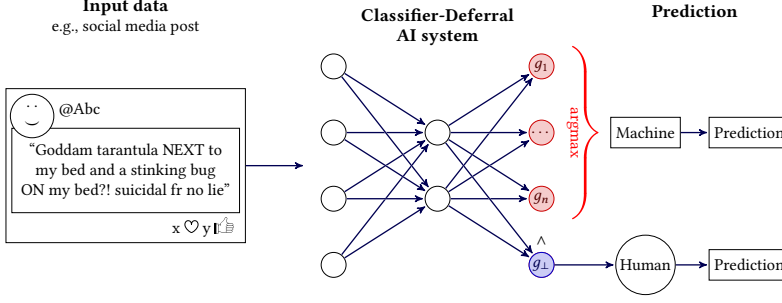 Input data
e.g., social media post
@Abc
“Goddam tarantula NEXT to
my bed and a stinking bug
ON my bed?! suicidal fr no lie”
x ♡ y 👍
Classifier-Deferral
AI system
g₁
...
gₙ
^
g⊥
argmax
Prediction
Machine
Prediction
Human
Prediction